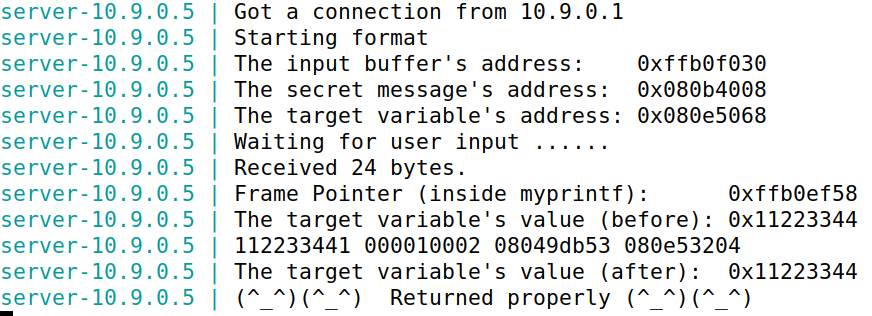 server-10.9.0.5 | Got a connection from 10.9.0.1
server-10.9.0.5 | Starting format
server-10.9.0.5 | The input buffer's address:    0xffb0f030
server-10.9.0.5 | The secret message's address:  0x080b4008
server-10.9.0.5 | The target variable's address: 0x080e5068
server-10.9.0.5 | Waiting for user input ......
server-10.9.0.5 | Received 24 bytes.
server-10.9.0.5 | Frame Pointer (inside myprintf):      0xffb0ef58
server-10.9.0.5 | The target variable's value (before): 0x11223344
server-10.9.0.5 | 112233441 000010002 08049db53 080e53204
server-10.9.0.5 | The target variable's value (after):  0x11223344
server-10.9.0.5 | (^_^)(^_^)  Returned properly (^_^)(^_^)